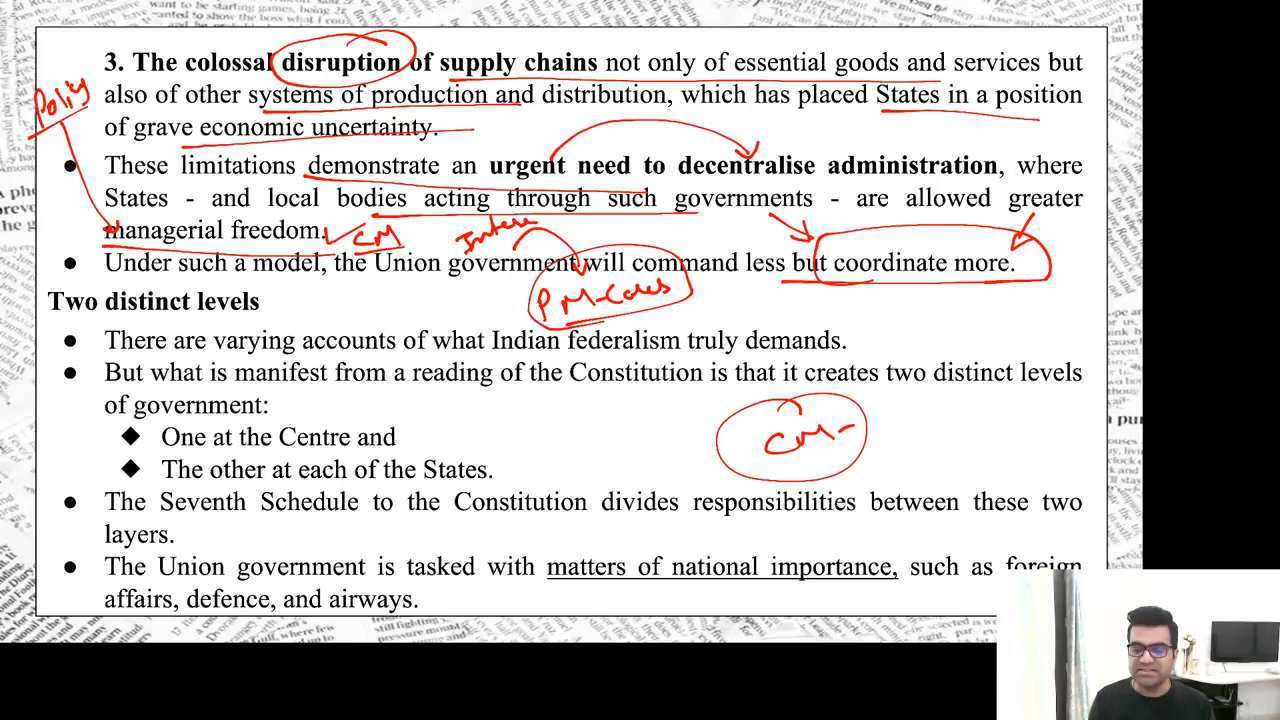 3. The colossal disruption of supply chains not only of essential goods and services but
also of other systems of production and distribution, which has placed States in a position
of grave economic uncertainty.
Policy
● These limitations demonstrate an urgent need to decentralise administration, where
States - and local bodies acting through such governments - are allowed greater
managerial freedom.
CM
● Under such a model, the Union government will command less but coordinate more.
PM-Cares
Two distinct levels
● There are varying accounts of what Indian federalism truly demands.
● But what is manifest from a reading of the Constitution is that it creates two distinct levels
of government:
CM-
◆ One at the Centre and
◆ The other at each of the States.
● The Seventh Schedule to the Constitution divides responsibilities between these two
layers.
● The Union government is tasked with matters of national importance, such as foreign
affairs, defence, and airways.